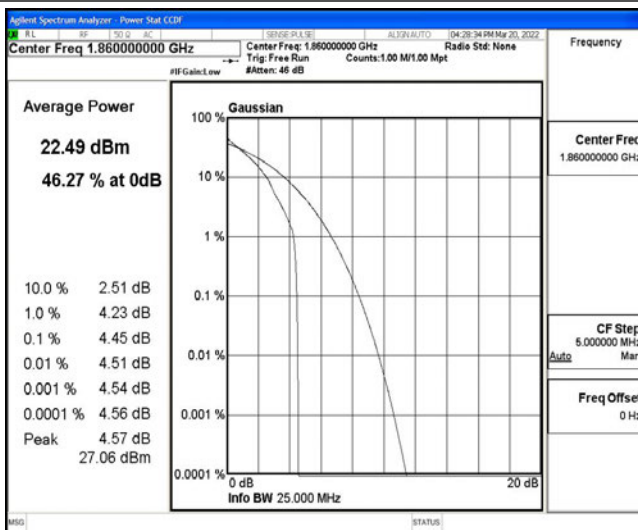 Agilent Spectrum Analyzer - Power Stat CCDF
RL RF 50 Ω AC SENSE:PULSE ALIGN AUTO 04:28:34 PM Mar 20, 2022
Center Freq 1.860000000 GHz
Center Freq: 1.860000000 GHz Radio Std: None
Trig: Free Run Counts:1.00 M/1.00 Mpt
#IFGain:Low #Atten: 46 dB
Frequency
Average Power
22.49 dBm
46.27 % at 0dB
10.0 % 2.51 dB
1.0 % 4.23 dB
0.1 % 4.45 dB
0.01 % 4.51 dB
0.001 % 4.54 dB
0.0001 % 4.56 dB
Peak 4.57 dB
27.06 dBm
Gaussian
100 %
10 %
1 %
0.1 %
0.01 %
0.001 %
0.0001 %
0 dB 20 dB
Info BW 25.000 MHz
Center Freq
1.860000000 GHz
CF Step
5.000000 MHz
Auto Man
Freq Offset
0 Hz
MSG STATUS